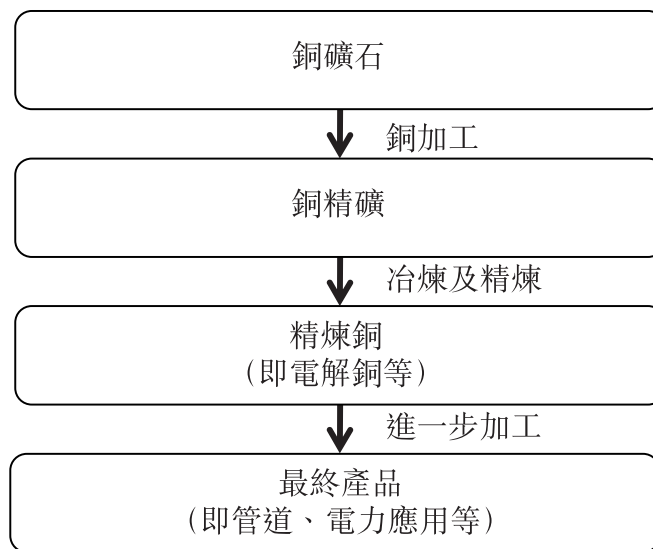 銅礦石
銅加工
銅精礦
冶煉及精煉
精煉銅
（即電解銅等）
進一步加工
最終產品
（即管道、電力應用等）